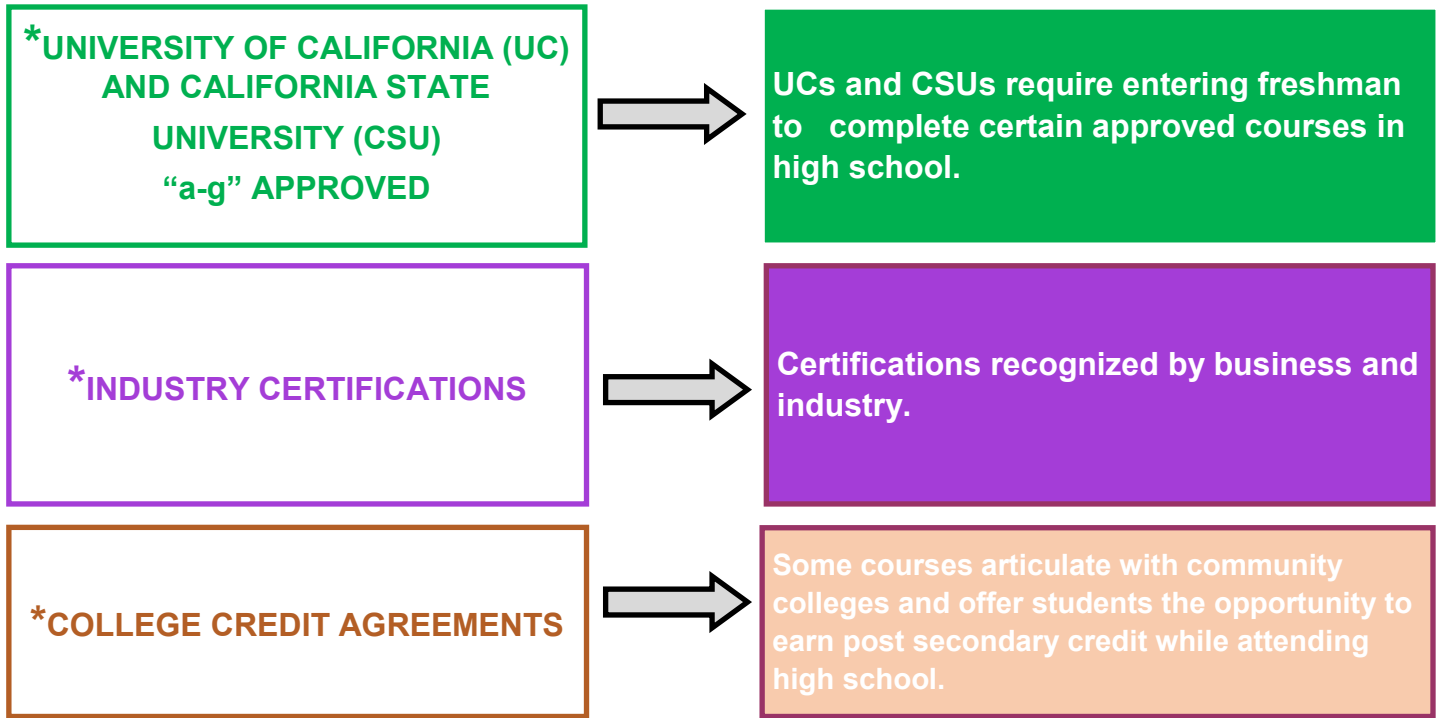 *UNIVERSITY OF CALIFORNIA (UC)
AND CALIFORNIA STATE
UNIVERSITY (CSU)
“a-g” APPROVED
UCs and CSUs require entering freshman
to complete certain approved courses in
high school.
*INDUSTRY CERTIFICATIONS
Certifications recognized by business and
industry.
*COLLEGE CREDIT AGREEMENTS
Some courses articulate with community
colleges and offer students the opportunity to
earn post secondary credit while attending
high school.